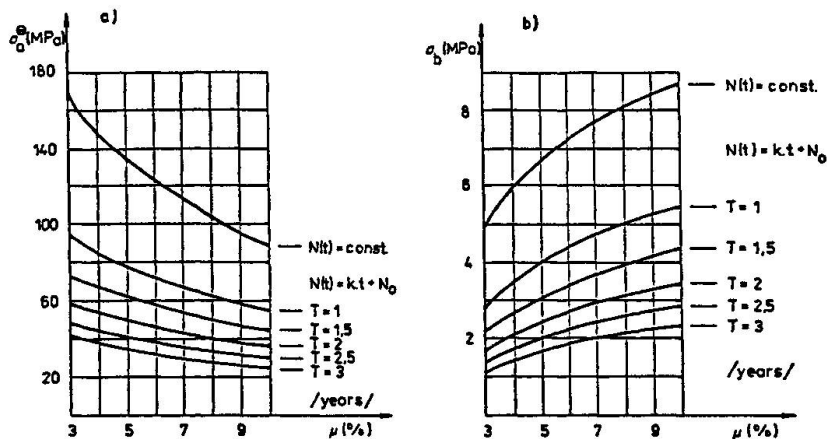 a)
σₐ⊖ (MPa)
180
140
100
60
20
3 5 7 9 μ (%)
N(t) = const.
N(t) = k.t + N₀
T = 1
T = 1,5
T = 2
T = 2,5
T = 3
/years/
b)
σ_b (MPa)
8
6
4
2
3 5 7 9 μ (%)
N(t) = const.
N(t) = k.t + N₀
T = 1
T = 1,5
T = 2
T = 2,5
T = 3
/years/